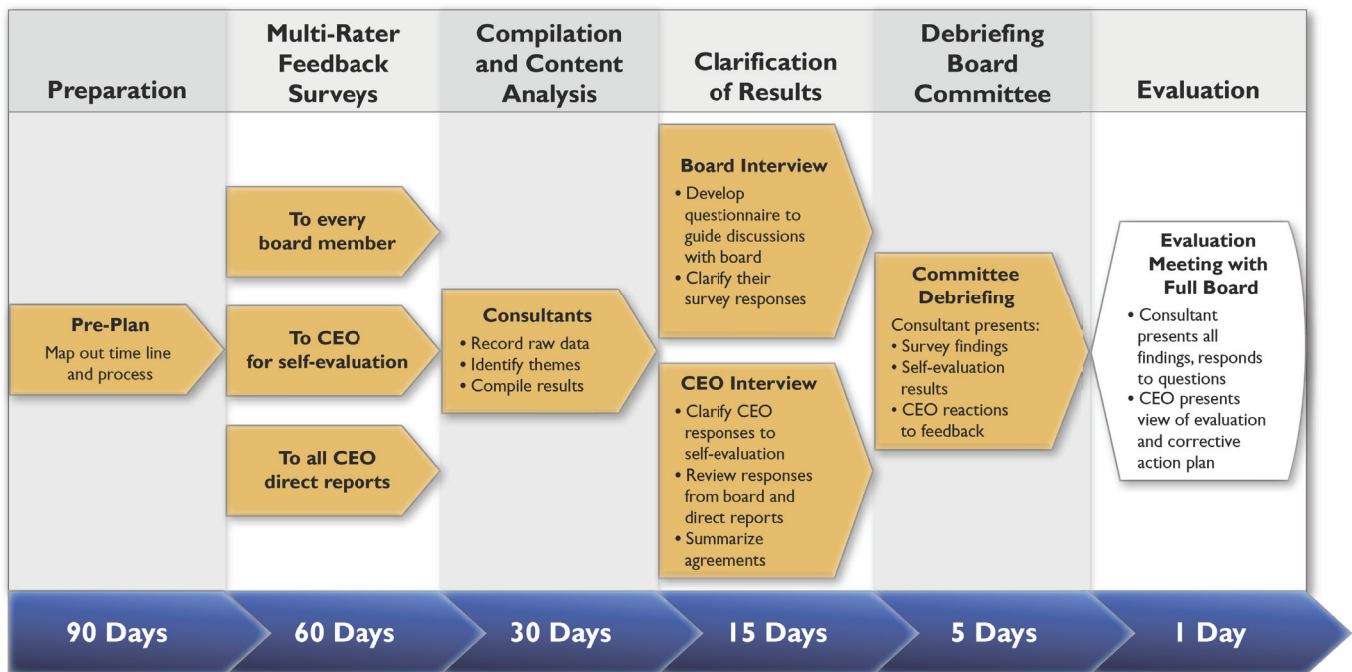 Preparation
Multi-Rater
Feedback
Surveys
Compilation
and Content
Analysis
Clarification
of Results
Debriefing
Board
Committee
Evaluation
Pre-Plan
Map out time line
and process
To every
board member
To CEO
for self-evaluation
To all CEO
direct reports
Consultants
• Record raw data
• Identify themes
• Compile results
Board Interview
• Develop
questionnaire to
guide discussions
with board
• Clarify their
survey responses
CEO Interview
• Clarify CEO
responses to
self-evaluation
• Review responses
from board and
direct reports
• Summarize
agreements
Committee
Debriefing
Consultant presents:
• Survey findings
• Self-evaluation
results
• CEO reactions
to feedback
Evaluation
Meeting with
Full Board
• Consultant
presents all
findings, responds
to questions
• CEO presents
view of evaluation
and corrective
action plan
90 Days
60 Days
30 Days
15 Days
5 Days
1 Day